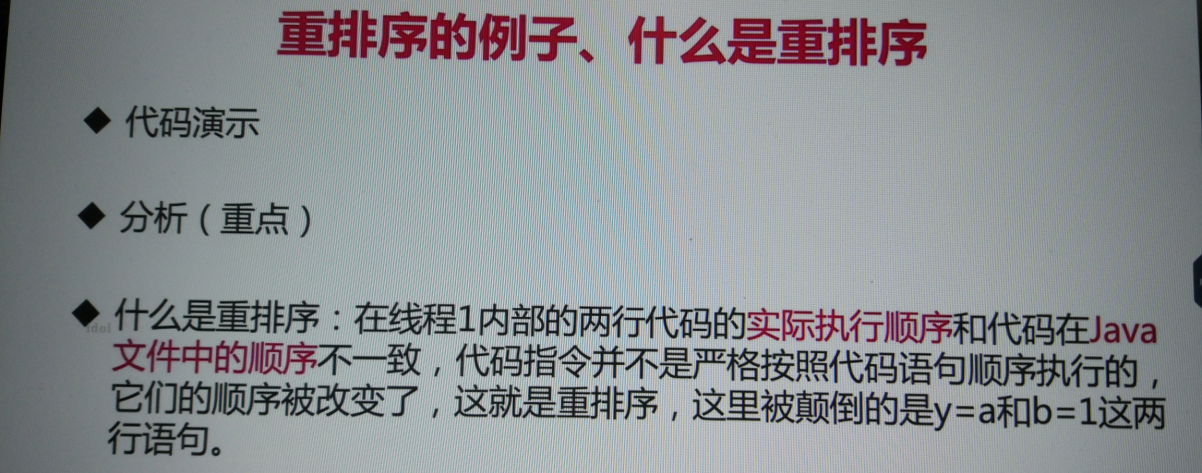 重排序的例子、什么是重排序
◆ 代码演示
◆ 分析（重点）
◆ 什么是重排序：在线程1内部的两行代码的实际执行顺序和代码在Java
文件中的顺序不一致，代码指令并不是严格按照代码语句顺序执行的，
它们的顺序被改变了，这就是重排序，这里被颠倒的是y=a和b=1这两
行语句。
idol